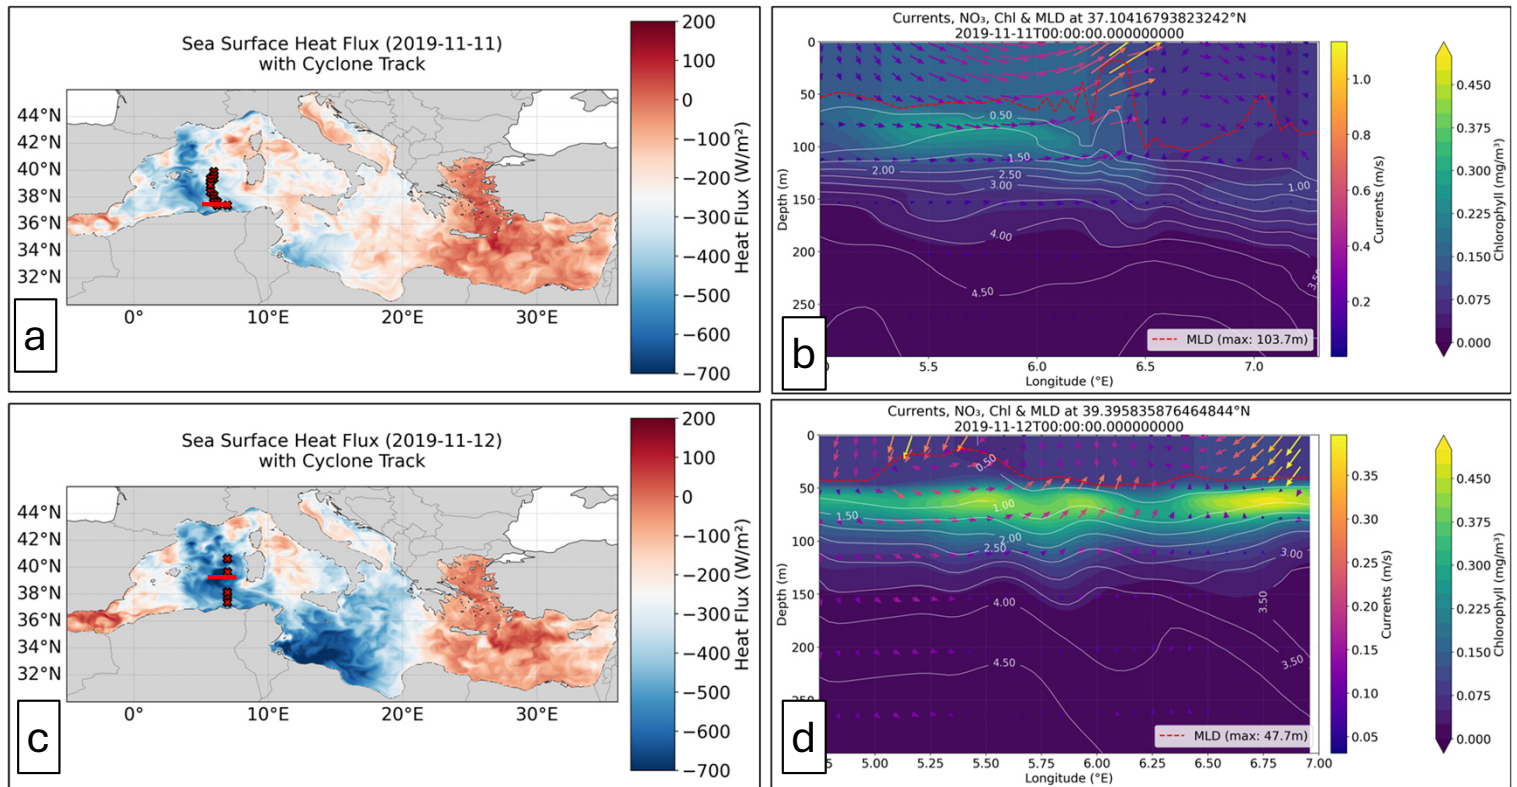 Sea Surface Heat Flux (2019-11-11)
with Cyclone Track
44°N
42°N
40°N
38°N
36°N
34°N
32°N
0°
10°E
20°E
30°E
200
100
0
−100
−200
−300
−400
−500
−600
−700
Heat Flux (W/m²)
a
Currents, NO₃, Chl & MLD at 37.10416793823242°N
2019-11-11T00:00:00.000000000
0
50
100
150
200
250
Depth (m)
0.50
1.50
2.00
2.50
3.00
1.00
4.00
4.50
3.5
MLD (max: 103.7m)
5.5
6.0
6.5
7.0
Longitude (°E)
1.0
0.8
0.6
0.4
0.2
Currents (m/s)
0.450
0.375
0.300
0.225
0.150
0.075
0.000
Chlorophyll (mg/m³)
b
Sea Surface Heat Flux (2019-11-12)
with Cyclone Track
44°N
42°N
40°N
38°N
36°N
34°N
32°N
0°
10°E
20°E
30°E
200
100
0
−100
−200
−300
−400
−500
−600
−700
Heat Flux (W/m²)
c
Currents, NO₃, Chl & MLD at 39.395835876464844°N
2019-11-12T00:00:00.000000000
0
50
100
150
200
Depth (m)
0.50
1.00
1.50
2.00
2.50
3.00
3.50
4.00
4.50
3.50
MLD (max: 47.7m)
5.00
5.25
5.50
5.75
6.00
6.25
6.50
6.75
7.00
Longitude (°E)
0.35
0.30
0.25
0.20
0.15
0.10
0.05
Currents (m/s)
0.450
0.375
0.300
0.225
0.150
0.075
0.000
Chlorophyll (mg/m³)
d